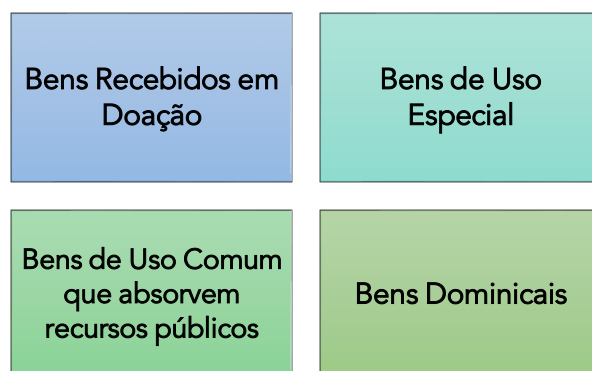 Bens Recebidos em
Doação
Bens de Uso
Especial
Bens de Uso Comum
que absorvem
recursos públicos
Bens Dominicais